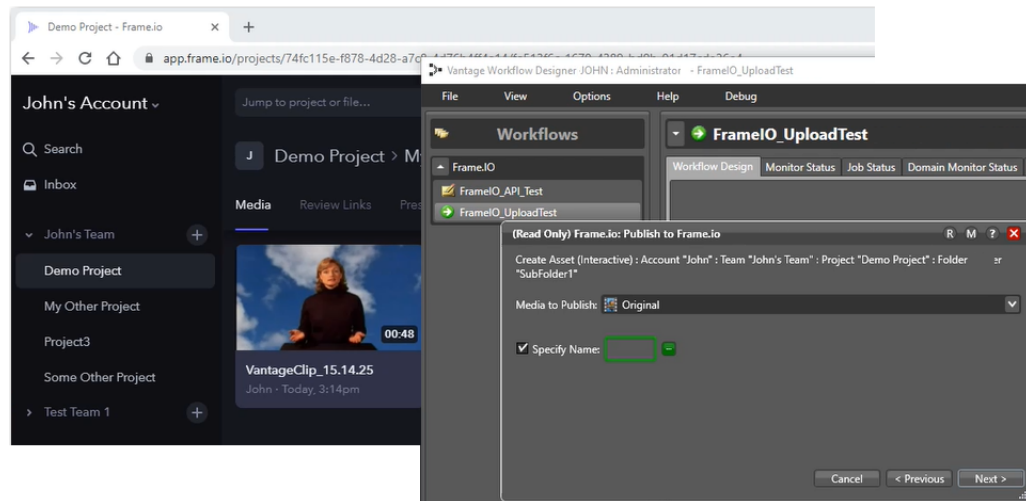 Demo Project - Frame.io
app.frame.io/projects/74fc115e-f878-4d28-a7c
John's Account
Jump to project or file...
Search
J Demo Project > M
Inbox
Media Review Links Pres
John's Team
Demo Project
My Other Project
Project3
Some Other Project
Test Team 1
00:48
VantageClip_15.14.25
John - Today, 3:14pm
Vantage Workflow Designer JOHN : Administrator - FrameIO_UploadTest
File View Options Help Debug
Workflows
Frame.IO
FrameIO_API_Test
FrameIO_UploadTest
FrameIO_UploadTest
Workflow Design Monitor Status Job Status Domain Monitor Status
(Read Only) Frame.io: Publish to Frame.io
R M ? X
Create Asset (Interactive) : Account "John" : Team "John's Team" : Project "Demo Project" : Folder er
"SubFolder1"
Media to Publish: Original
Specify Name:
Cancel < Previous Next >